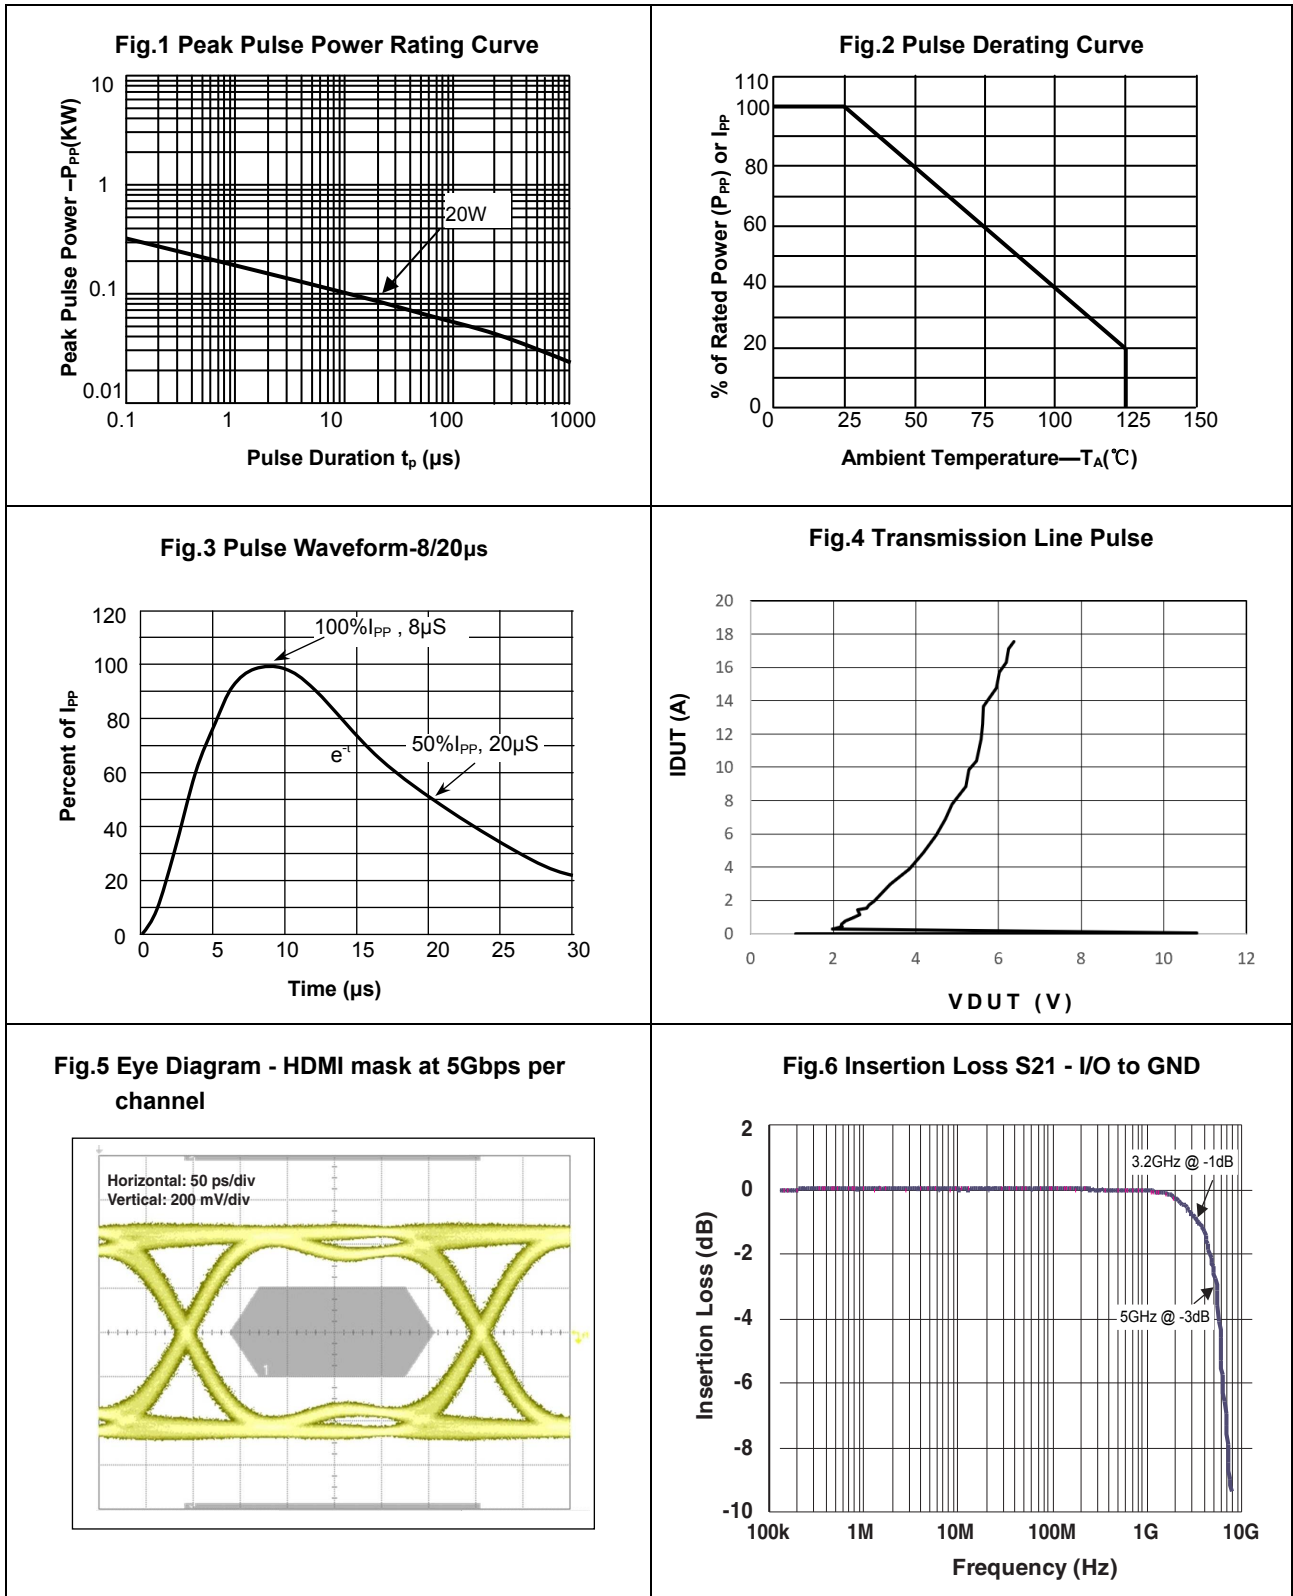 Fig.1 Peak Pulse Power Rating Curve
Peak Pulse Power –PPP(KW)
10
1
0.1
0.01
20W
0.1 1 10 100 1000
Pulse Duration tp (µs)
Fig.2 Pulse Derating Curve
% of Rated Power (PPP) or IPP
110
100
80
60
40
20
0
0 25 50 75 100 125 150
Ambient Temperature—TA(℃)
Fig.3 Pulse Waveform-8/20µs
Percent of IPP
120
100
80
60
40
20
0
100%IPP , 8µS
e-t
50%IPP, 20µS
0 5 10 15 20 25 30
Time (µs)
Fig.4 Transmission Line Pulse
IDUT (A)
20
18
16
14
12
10
8
6
4
2
0
0 2 4 6 8 10 12
VDUT (V)
Fig.5 Eye Diagram - HDMI mask at 5Gbps per
channel
Horizontal: 50 ps/div
Vertical: 200 mV/div
1
Fig.6 Insertion Loss S21 - I/O to GND
Insertion Loss (dB)
2
0
-2
-4
-6
-8
-10
3.2GHz @ -1dB
5GHz @ -3dB
100k 1M 10M 100M 1G 10G
Frequency (Hz)